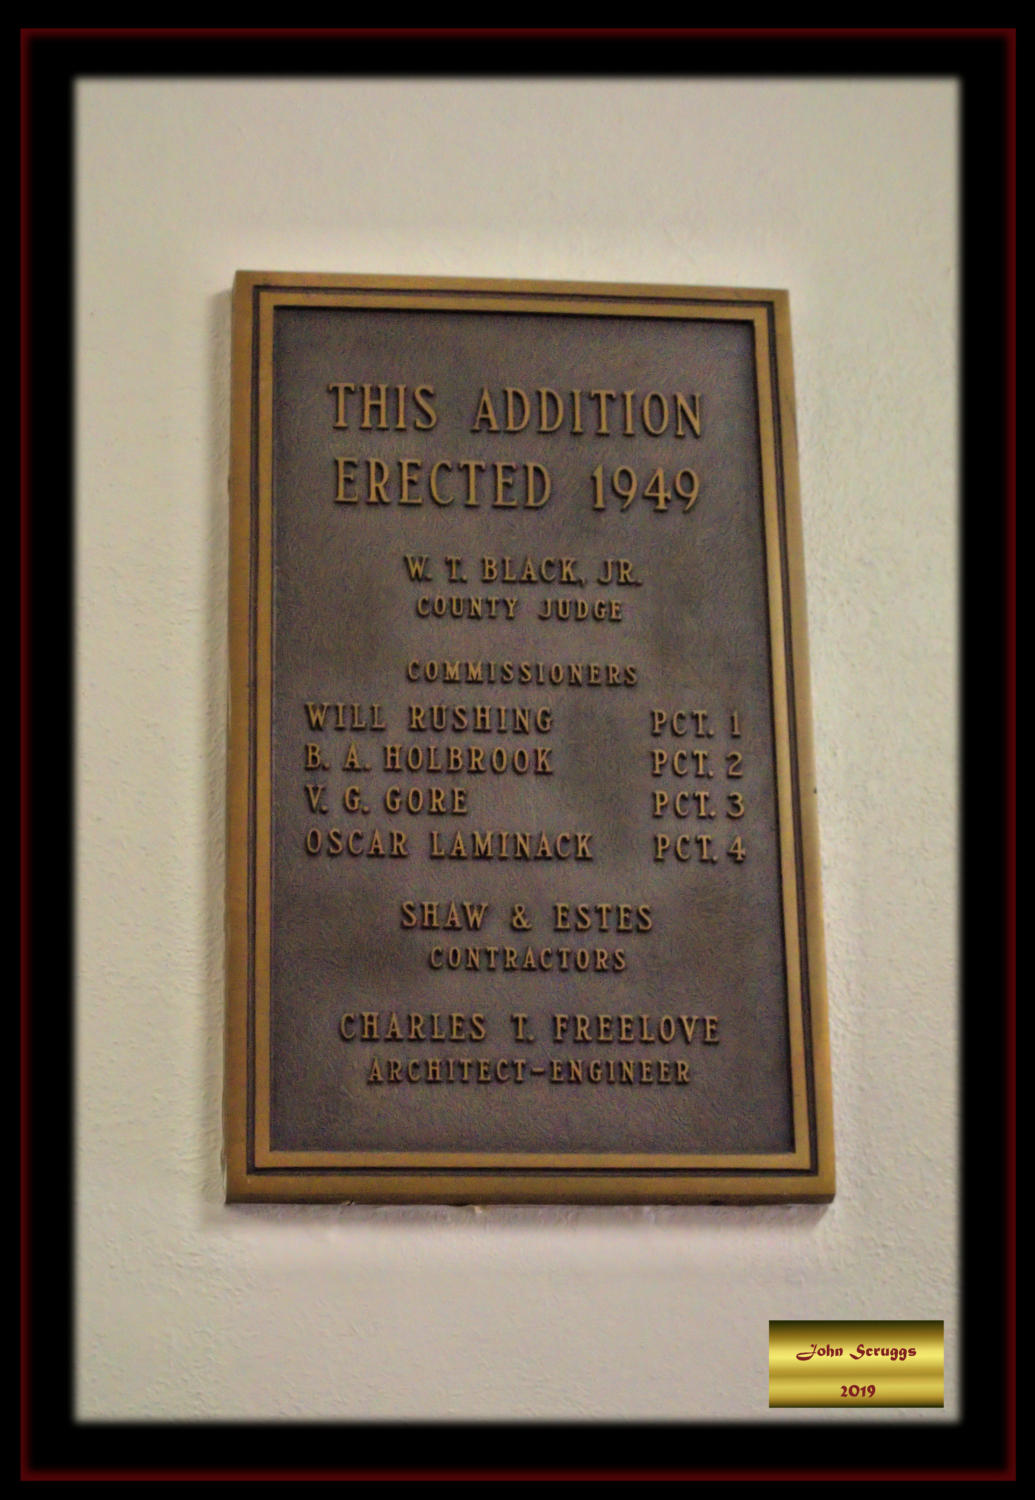 THIS ADDITION
ERECTED 1949
W. T. BLACK, JR.
COUNTY JUDGE
COMMISSIONERS
WILL RUSHING PCT. 1
B. A. HOLBROOK PCT. 2
V. G. GORE PCT. 3
OSCAR LAMINACK PCT. 4
SHAW & ESTES
CONTRACTORS
CHARLES T. FREELOVE
ARCHITECT-ENGINEER
John Scruggs
2019